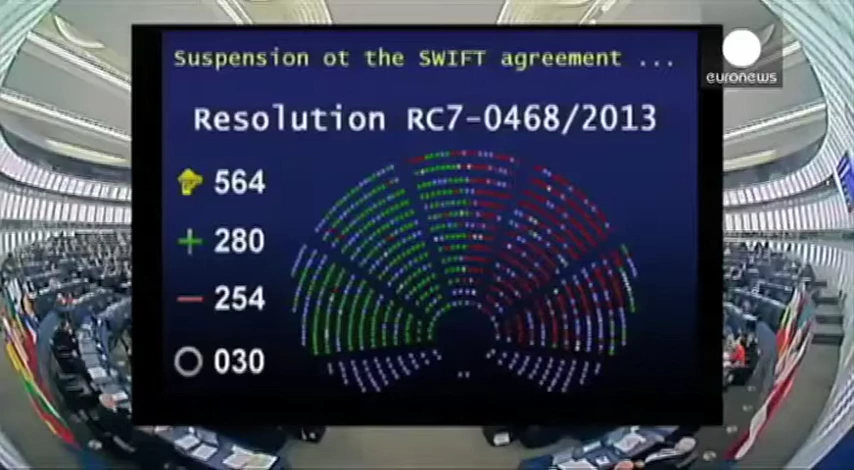 Suspension ot the SWIFT agreement ...
euronews
Resolution RC7-0468/2013
564
+ 280
- 254
030